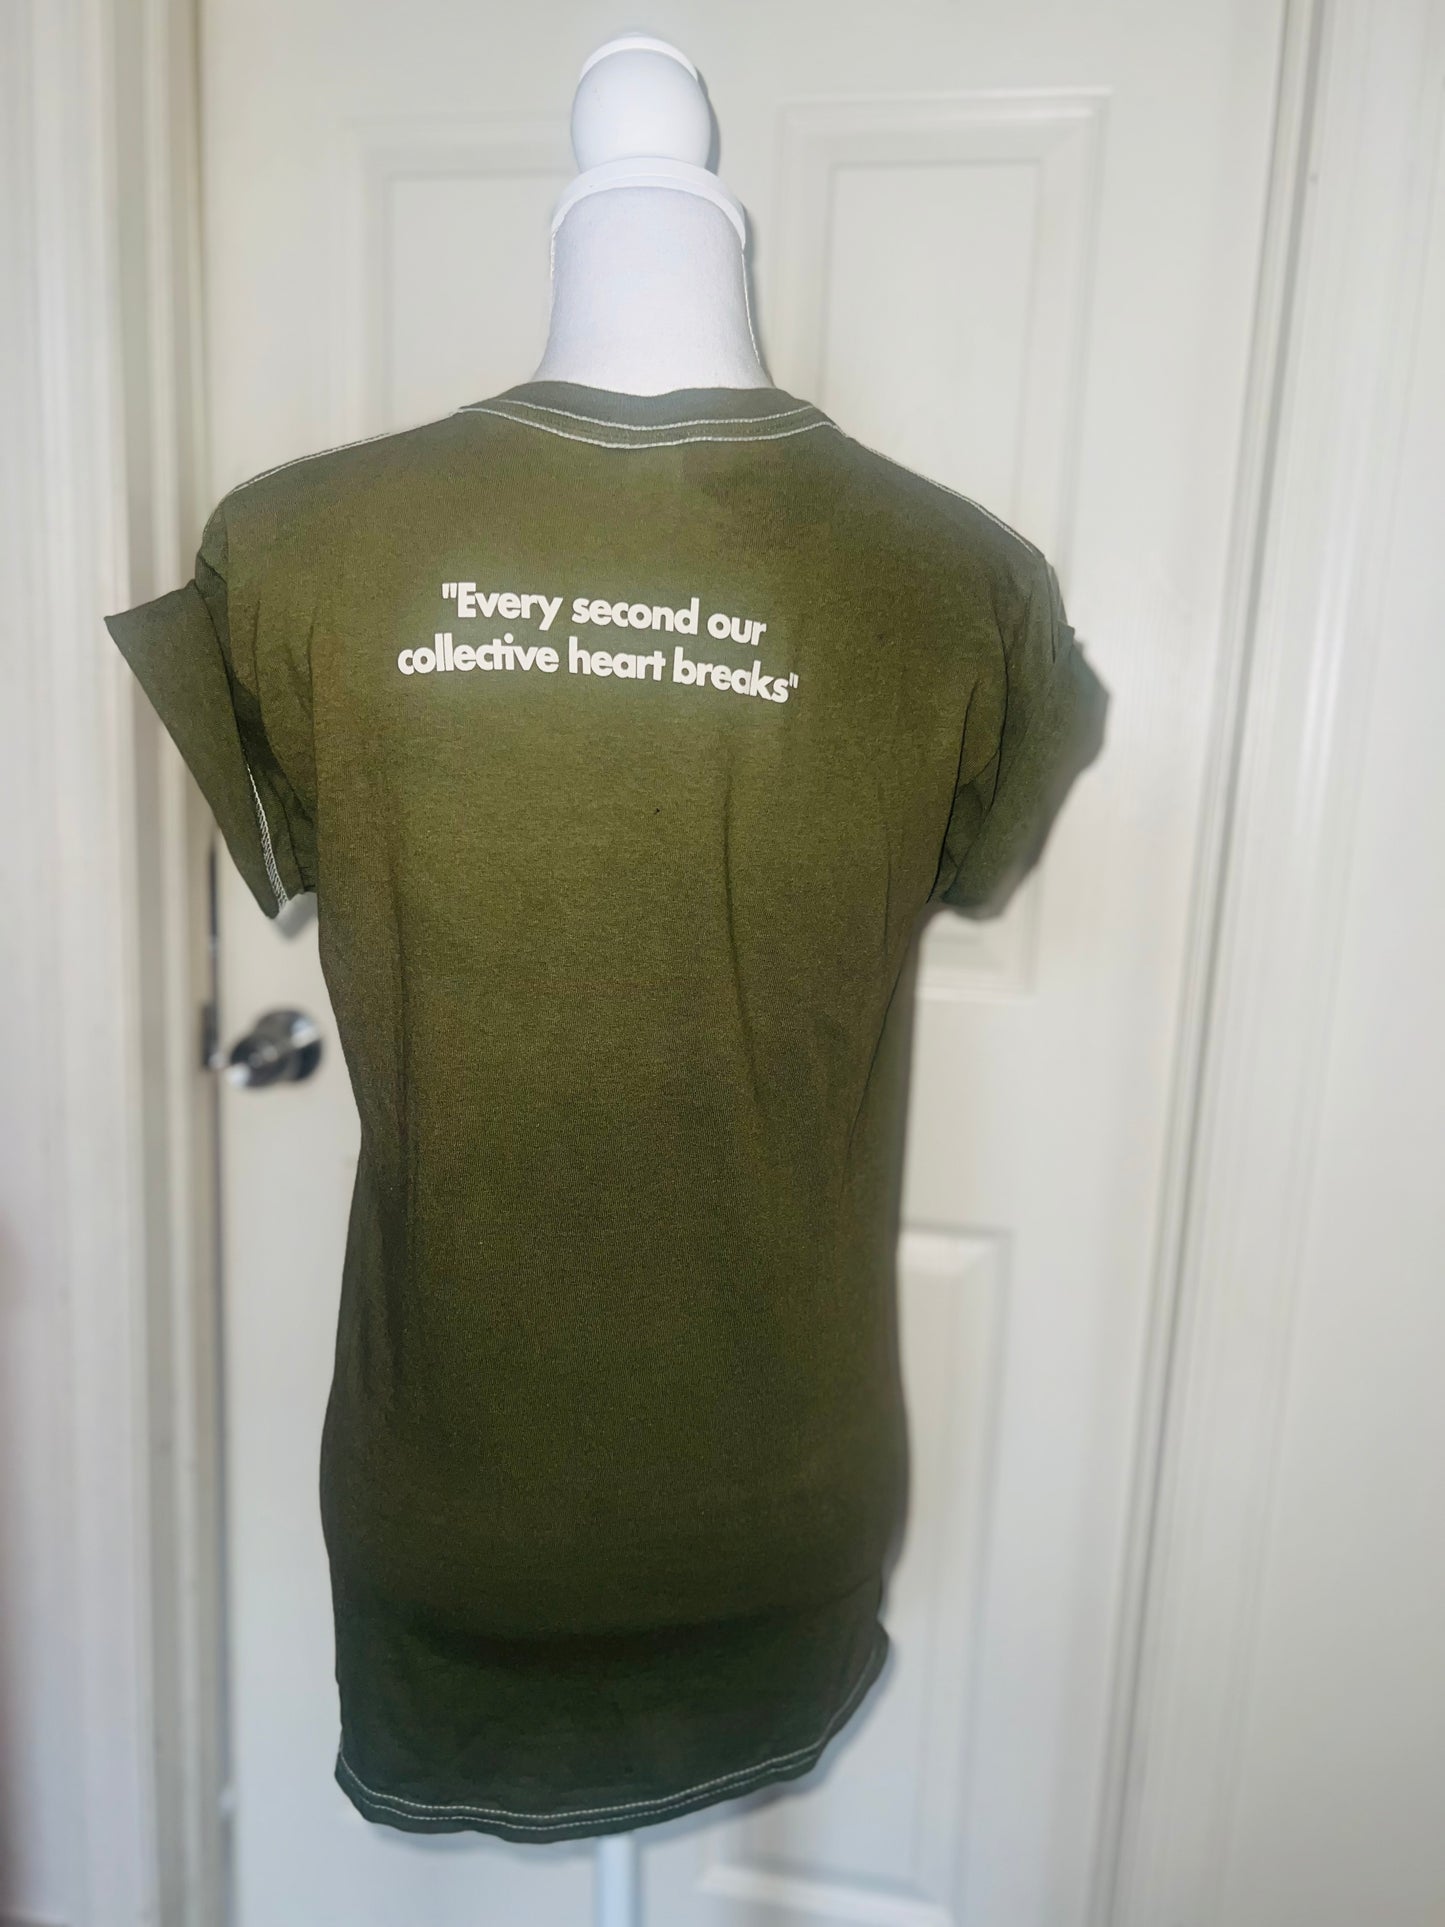 "Every second our
collective heart breaks"